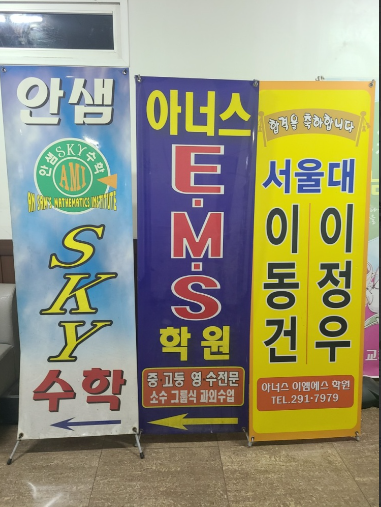 안샘
안샘SKY수학
AMI
AN SAM'S MATHEMATICS INSTITUTE
SKY
수학
아너스
E.M.S
학원
중·고등 영·수전문
소수 그룹식 과외수업
합격을 축하합니다
서울대
이동건
이정우
아너스 이엠에스 학원
TEL.291-7979
교